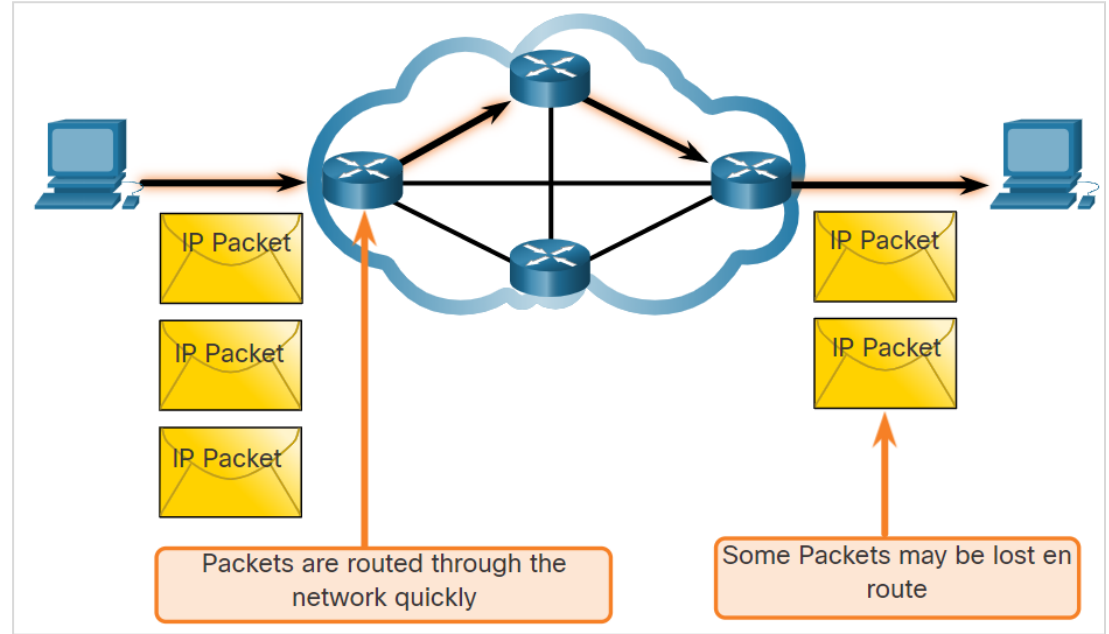 IP Packet
IP Packet
IP Packet
IP Packet
IP Packet
Packets are routed through the
network quickly
Some Packets may be lost en
route